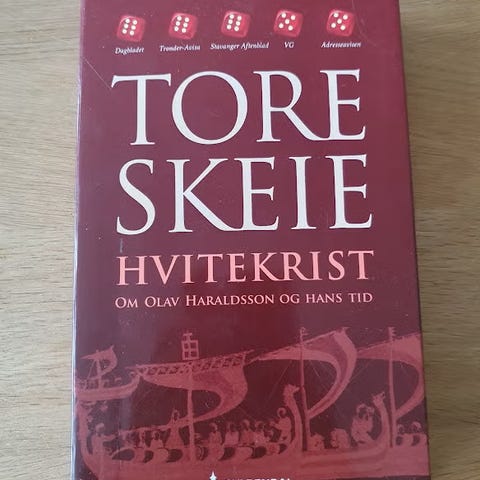 Dagbladet Trønder-Avisa Stavanger Aftenblad VG Adresseavisen
TORE
SKEIE
HVITEKRIST
OM OLAV HARALDSSON OG HANS TID